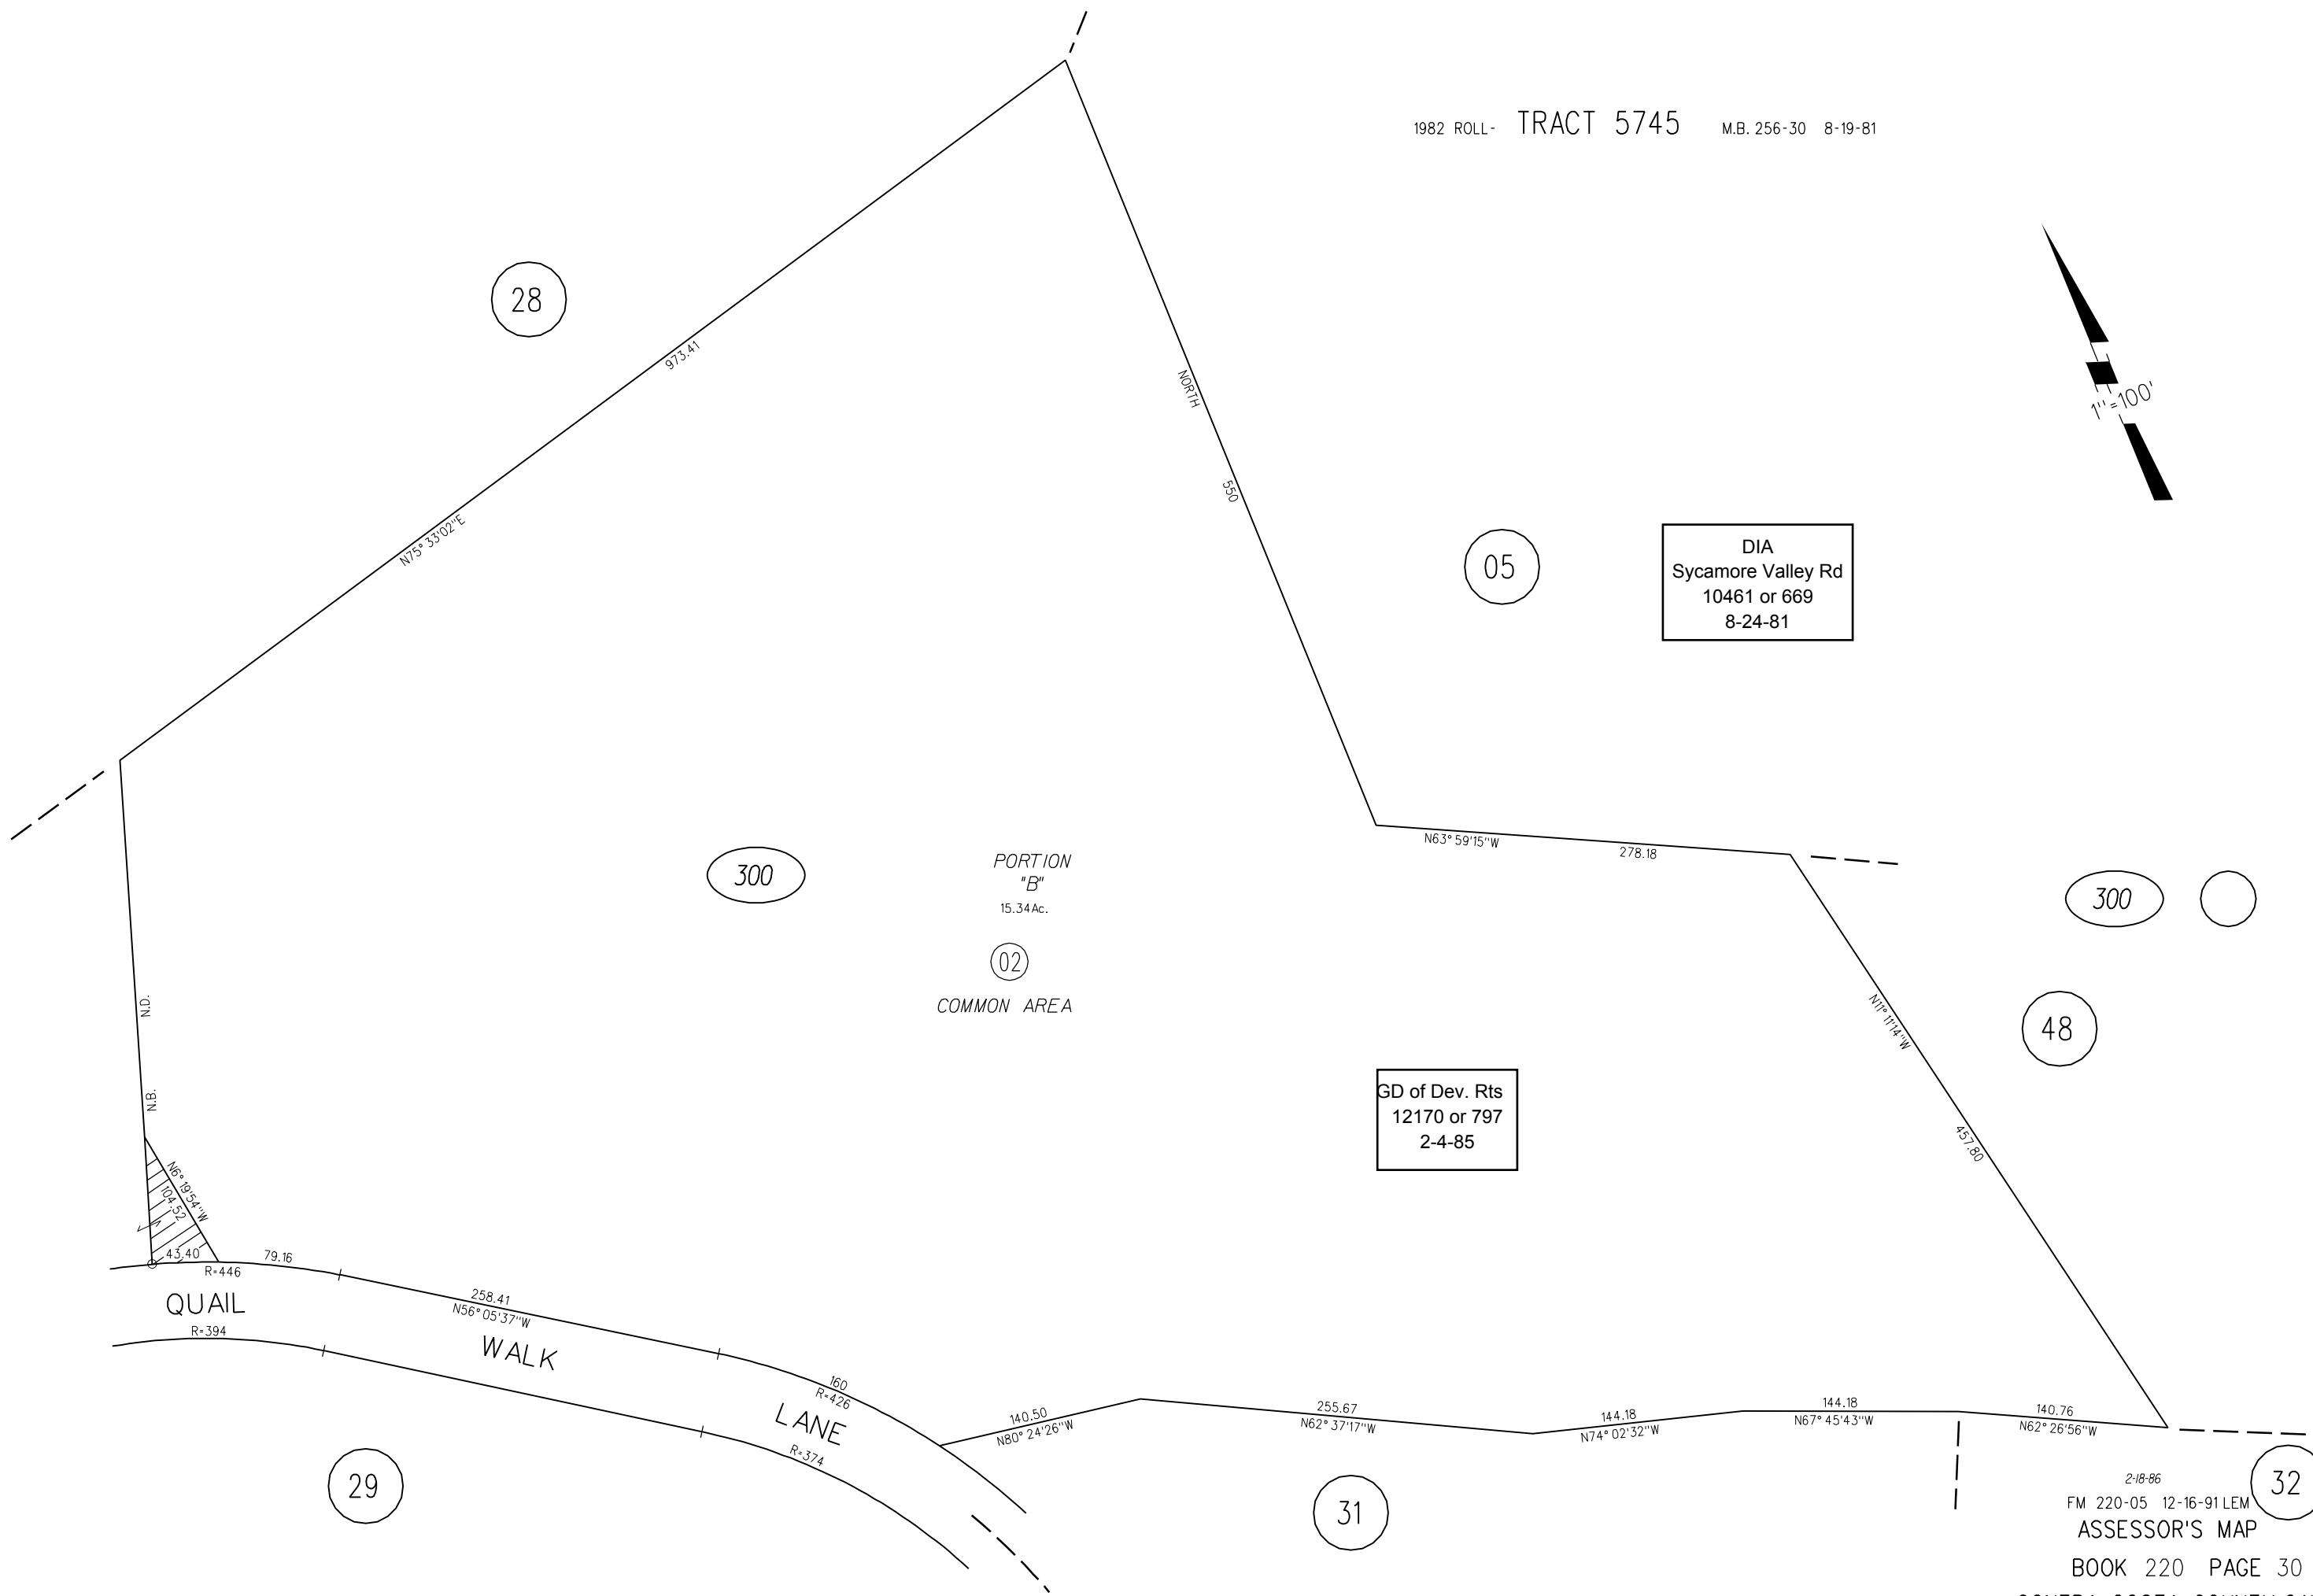 1982 ROLL- TRACT 5745 M.B. 256-30 8-19-81
28
973.41
N75° 33'02"E
NORTH
550
1"=100'
05
DIA
Sycamore Valley Rd
10461 or 669
8-24-81
N63° 59'15"W
278.18
300
PORTION
"B"
15.34Ac.
02
COMMON AREA
300
48
N11° 11'14"W
457.80
N.D.
N.B.
GD of Dev. Rts
12170 or 797
2-4-85
N6° 19'54"W
104.52
43.40
79.16
R=446
QUAIL
258.41
N56° 05'37"W
R=394
WALK
160
R=426
LANE
R=374
140.50
N80° 24'26"W
255.67
N62° 37'17"W
144.18
N74° 02'32"W
144.18
N67° 45'43"W
140.76
N62° 26'56"W
29
31
32
2-18-86
FM 220-05 12-16-91 LEM
ASSESSOR'S MAP
BOOK 220 PAGE 30